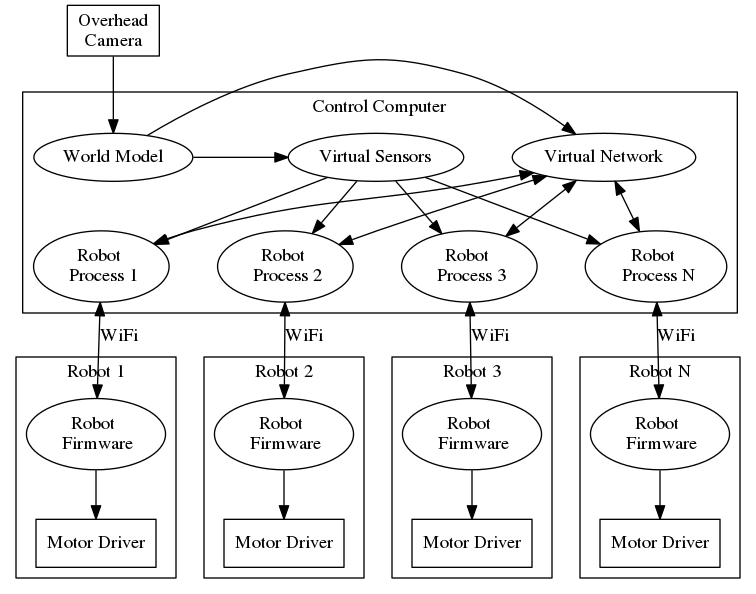 Overhead
Camera
Control Computer
World Model
Virtual Sensors
Virtual Network
Robot
Process 1
Robot
Process 2
Robot
Process 3
Robot
Process N
WiFi
WiFi
WiFi
WiFi
Robot 1
Robot 2
Robot 3
Robot N
Robot
Firmware
Robot
Firmware
Robot
Firmware
Robot
Firmware
Motor Driver
Motor Driver
Motor Driver
Motor Driver